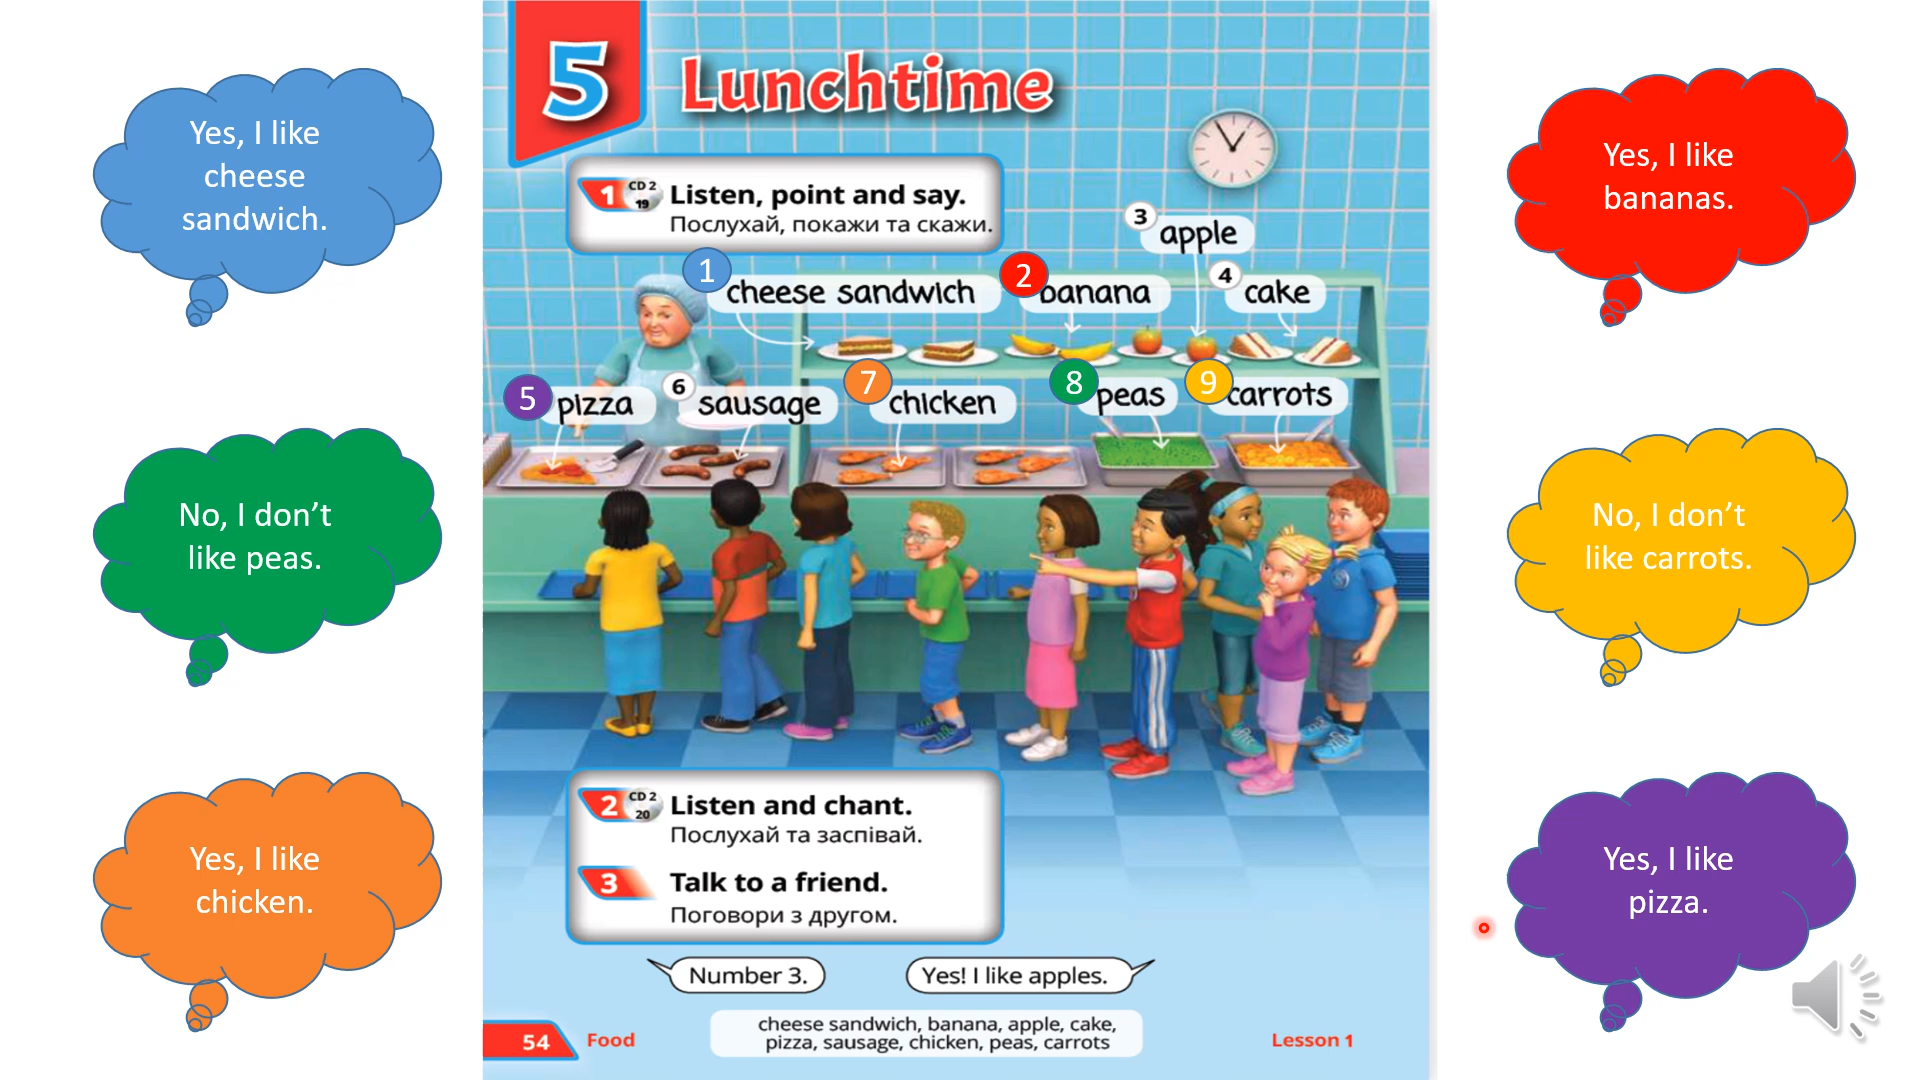 Yes, I like
cheese
sandwich.
No, I don’t
like peas.
Yes, I like
chicken.
5
Lunchtime
1 CD 2 19 Listen, point and say.
Послухай, покажи та скажи.
3
apple
1
cheese sandwich
2
banana
4
cake
5
pizza
6
sausage
7
chicken
8
peas
9
carrots
2 CD 2 20 Listen and chant.
Послухай та заспівай.
3 Talk to a friend.
Поговори з другом.
Number 3.
Yes! I like apples.
cheese sandwich, banana, apple, cake,
pizza, sausage, chicken, peas, carrots
54 Food
Lesson 1
Yes, I like
bananas.
No, I don’t
like carrots.
Yes, I like
pizza.